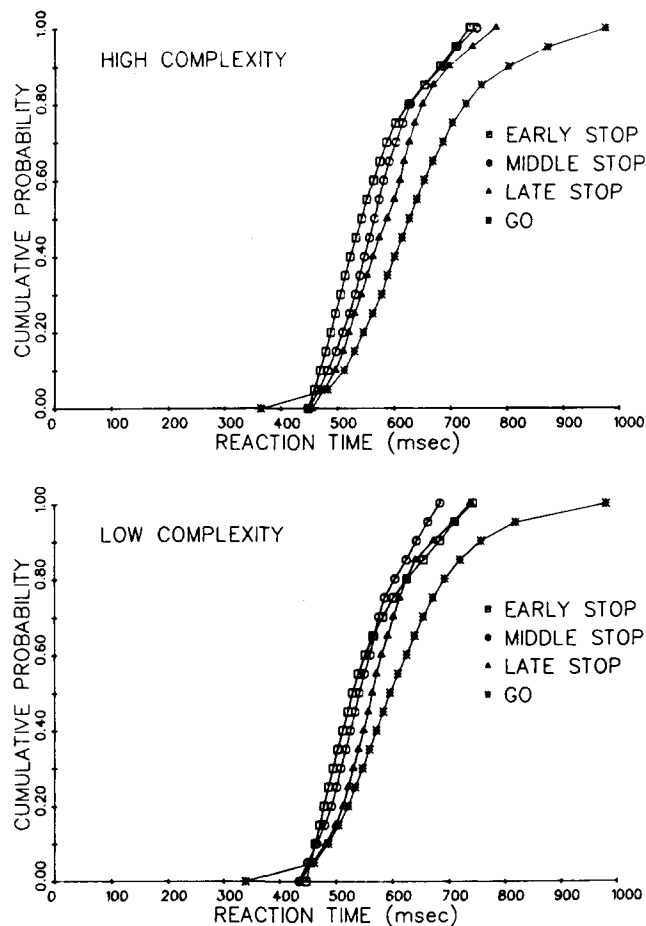 HIGH COMPLEXITY
CUMULATIVE PROBABILITY
1.00
0.80
0.60
0.40
0.20
0.00
EARLY STOP
MIDDLE STOP
LATE STOP
GO
0 100 200 300 400 500 600 700 800 900 1000
REACTION TIME (msec)
LOW COMPLEXITY
CUMULATIVE PROBABILITY
1.00
0.80
0.60
0.40
0.20
0.00
EARLY STOP
MIDDLE STOP
LATE STOP
GO
0 100 200 300 400 500 600 700 800 900 1000
REACTION TIME (msec)